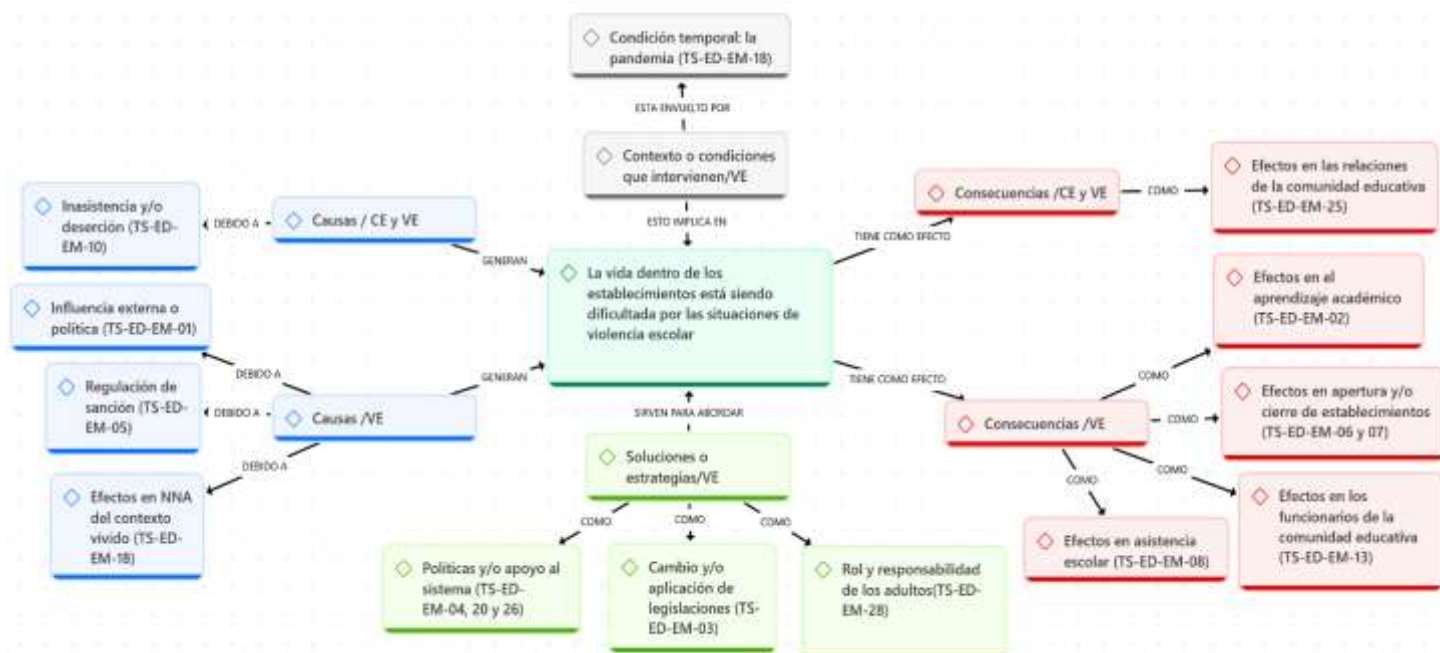 Condición temporal: la
pandemia (TS-ED-EM-18)
ESTA ENVUELTO POR
Contexto o condiciones
que intervienen/VE
ESTO IMPLICA EN
Inasistencia y/o
deserción (TS-ED-
EM-10)
DEBIDO A
Causas / CE y VE
GENERAN
Influencia externa o
política (TS-ED-EM-01)
DEBIDO A
Regulación de
sanción (TS-ED-
EM-05)
DEBIDO A
Causas /VE
GENERAN
DEBIDO A
Efectos en NNA
del contexto
vivido (TS-ED-
EM-18)
La vida dentro de los
establecimientos está siendo
dificultada por las situaciones de
violencia escolar
TIENE COMO EFECTO
Consecuencias /CE y VE
COMO
Efectos en las relaciones
de la comunidad educativa
(TS-ED-EM-25)
TIENE COMO EFECTO
Consecuencias /VE
COMO
Efectos en el
aprendizaje académico
(TS-ED-EM-02)
COMO
Efectos en apertura y/o
cierre de establecimientos
(TS-ED-EM-06 y 07)
COMO
Efectos en los
funcionarios de la
comunidad educativa
(TS-ED-EM-13)
COMO
Efectos en asistencia
escolar (TS-ED-EM-08)
SIRVEN PARA ABORDAR
Soluciones o
estrategias/VE
COMO
COMO
COMO
Políticas y/o apoyo al
sistema (TS-ED-
EM-04, 20 y 26)
Cambio y/o
aplicación de
legislaciones (TS-
ED-EM-03)
Rol y responsabilidad
de los adultos(TS-ED-
EM-28)